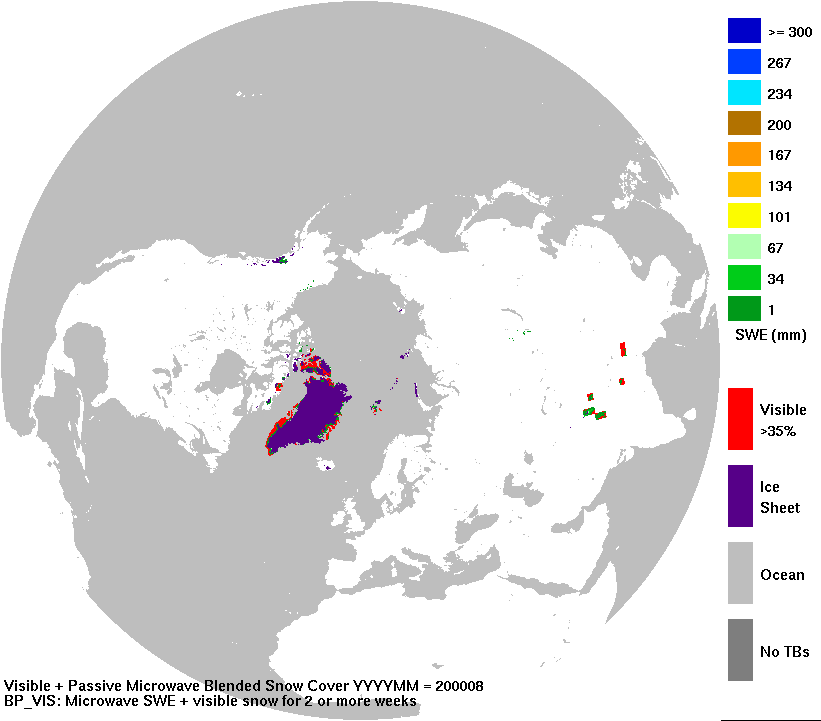 >= 300
267
234
200
167
134
101
67
34
1
SWE (mm)
Visible
>35%
Ice
Sheet
Ocean
No TBs
Visible + Passive Microwave Blended Snow Cover YYYYMM = 200008
BP_VIS: Microwave SWE + visible snow for 2 or more weeks